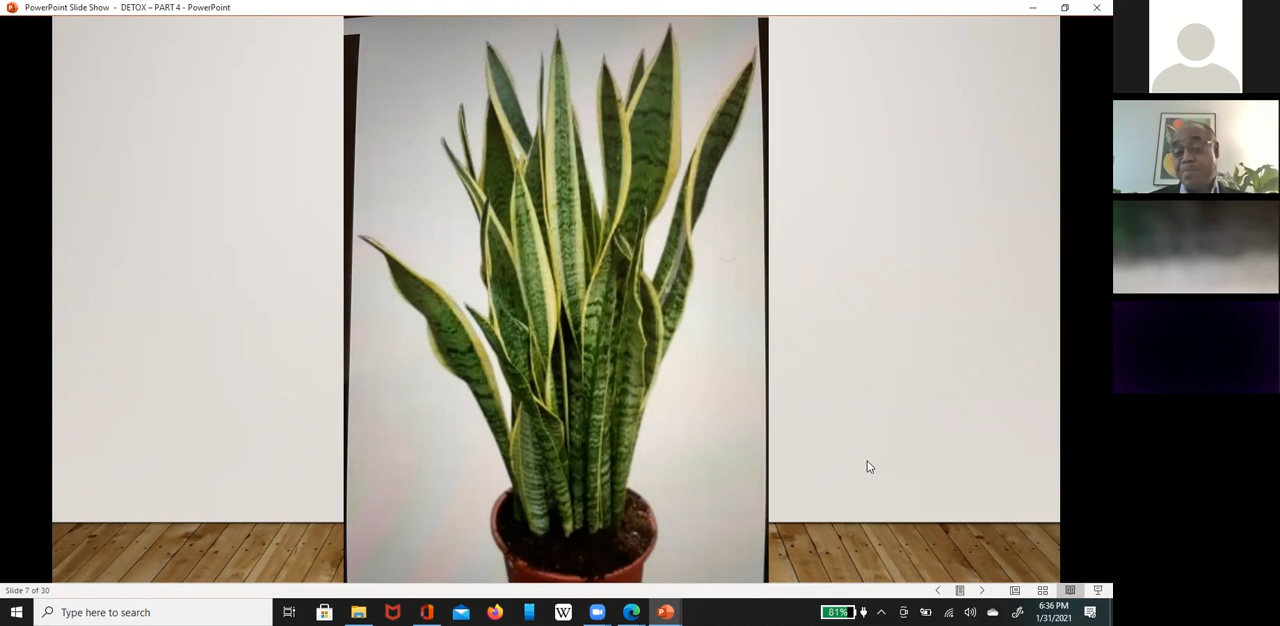 PowerPoint Slide Show - DETOX – PART 4 - PowerPoint
Slide 7 of 30
Type here to search
W
81%
6:36 PM
1/31/2021